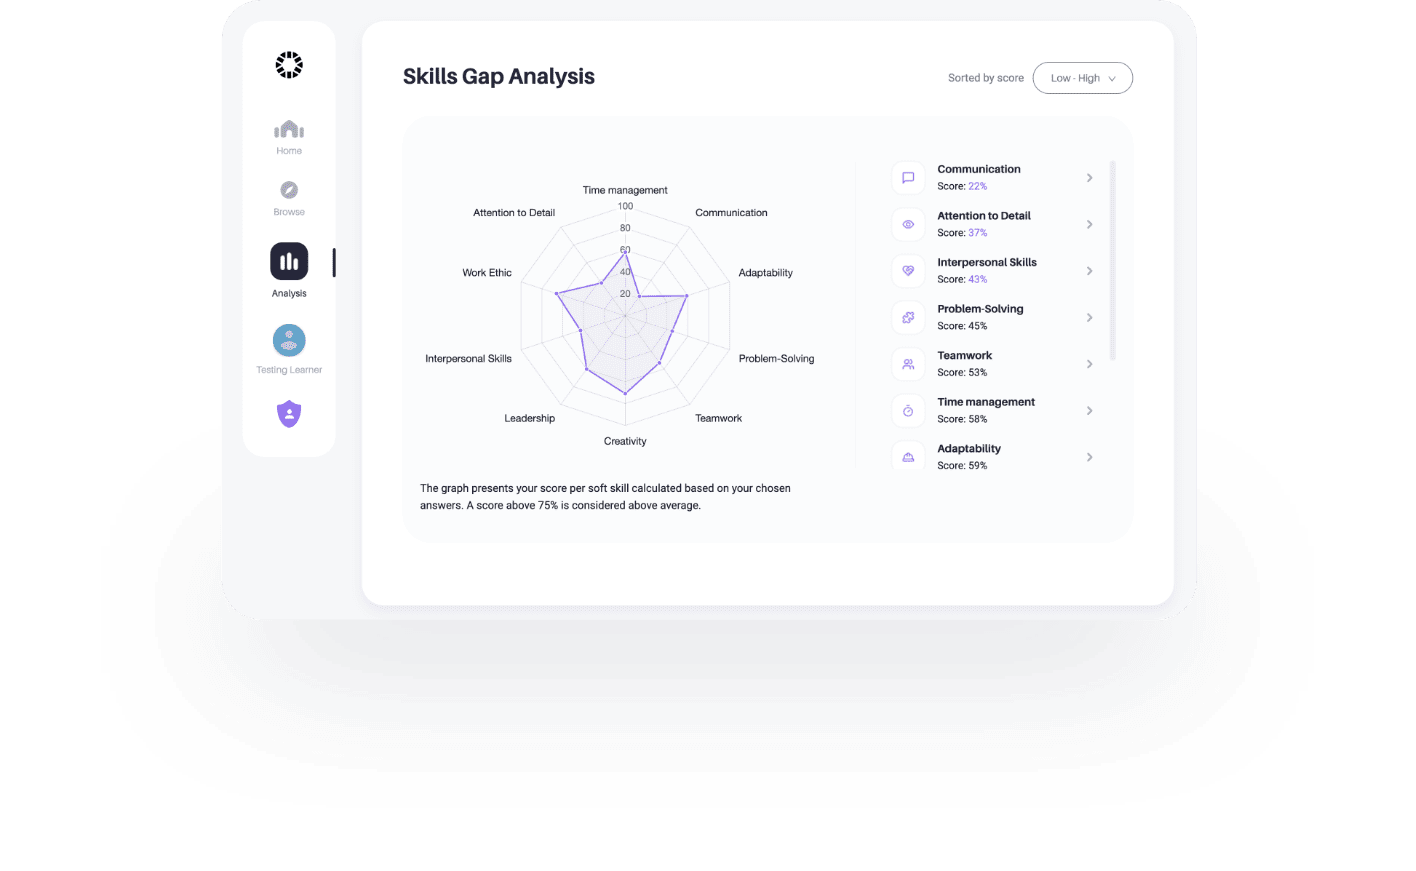 Home
Browse
Analysis
Testing Learner
Skills Gap Analysis
Sorted by score
Low - High
Time management
100
80
60
40
20
Attention to Detail
Communication
Work Ethic
Adaptability
Interpersonal Skills
Problem-Solving
Leadership
Teamwork
Creativity
The graph presents your score per soft skill calculated based on your chosen
answers. A score above 75% is considered above average.
Communication
Score: 22%
Attention to Detail
Score: 37%
Interpersonal Skills
Score: 43%
Problem-Solving
Score: 45%
Teamwork
Score: 53%
Time management
Score: 58%
Adaptability
Score: 59%